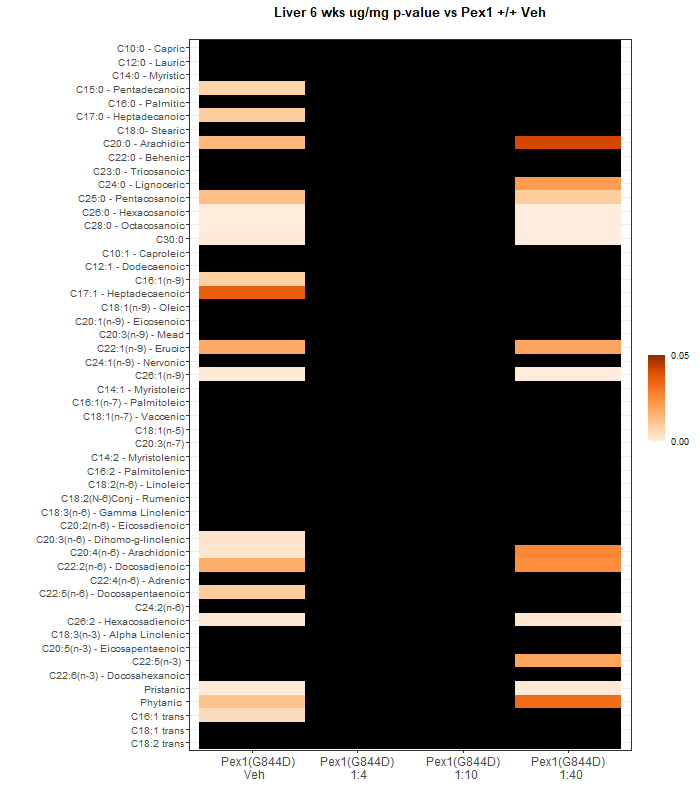 Liver 6 wks ug/mg p-value vs Pex1 +/+ Veh
C10:0 - Capric
C12:0 - Lauric
C14:0 - Myristic
C15:0 - Pentadecanoic
C16:0 - Palmitic
C17:0 - Heptadecanoic
C18:0- Stearic
C20:0 - Arachidic
C22:0 - Behenic
C23:0 - Tricosanoic
C24:0 - Lignoceric
C25:0 - Pentacosanoic
C26:0 - Hexacosanoic
C28:0 - Octacosanoic
C30:0
C10:1 - Caproleic
C12:1 - Dodecaenoic
C16:1(n-9)
C17:1 - Heptadecaenoic
C18:1(n-9) - Oleic
C20:1(n-9) - Eicosenoic
C20:3(n-9) - Mead
C22:1(n-9) - Erucic
C24:1(n-9) - Nervonic
C26:1(n-9)
C14:1 - Myristoleic
C16:1(n-7) - Palmitoleic
C18:1(n-7) - Vaccenic
C18:1(n-5)
C20:3(n-7)
C14:2 - Myristolenic
C16:2 - Palmitolenic
C18:2(n-6) - Linoleic
C18:2(N-6)Conj - Rumenic
C18:3(n-6) - Gamma Linolenic
C20:2(n-6) - Eicosadienoic
C20:3(n-6) - Dihomo-g-linolenic
C20:4(n-6) - Arachidonic
C22:2(n-6) - Docosadienoic
C22:4(n-6) - Adrenic
C22:5(n-6) - Docosapentaenoic
C24:2(n-6)
C26:2 - Hexacosadienoic
C18:3(n-3) - Alpha Linolenic
C20:5(n-3) - Eicosapentaenoic
C22:5(n-3)
C22:6(n-3) - Docosahexanoic
Pristanic
Phytanic
C16:1 trans
C18:1 trans
C18:2 trans
0.05
0.00
Pex1(G844D) Pex1(G844D) Pex1(G844D) Pex1(G844D)
Veh 1:4 1:10 1:40